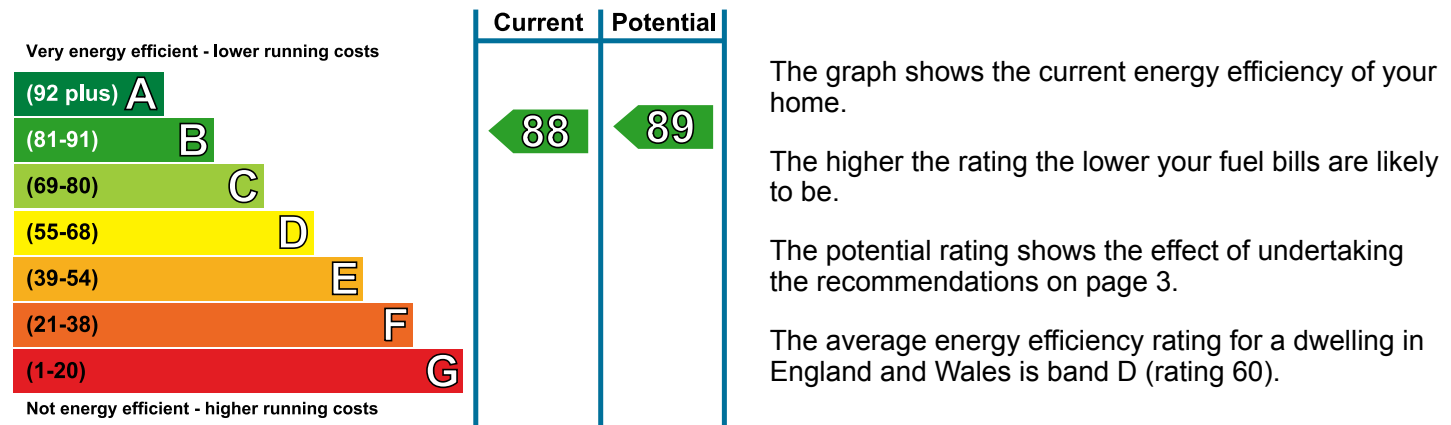 Current Potential
Very energy efficient - lower running costs
(92 plus) A
(81-91) B
(69-80) C
(55-68) D
(39-54) E
(21-38) F
(1-20) G
Not energy efficient - higher running costs
88 89
The graph shows the current energy efficiency of your
home.
The higher the rating the lower your fuel bills are likely
to be.
The potential rating shows the effect of undertaking
the recommendations on page 3.
The average energy efficiency rating for a dwelling in
England and Wales is band D (rating 60).